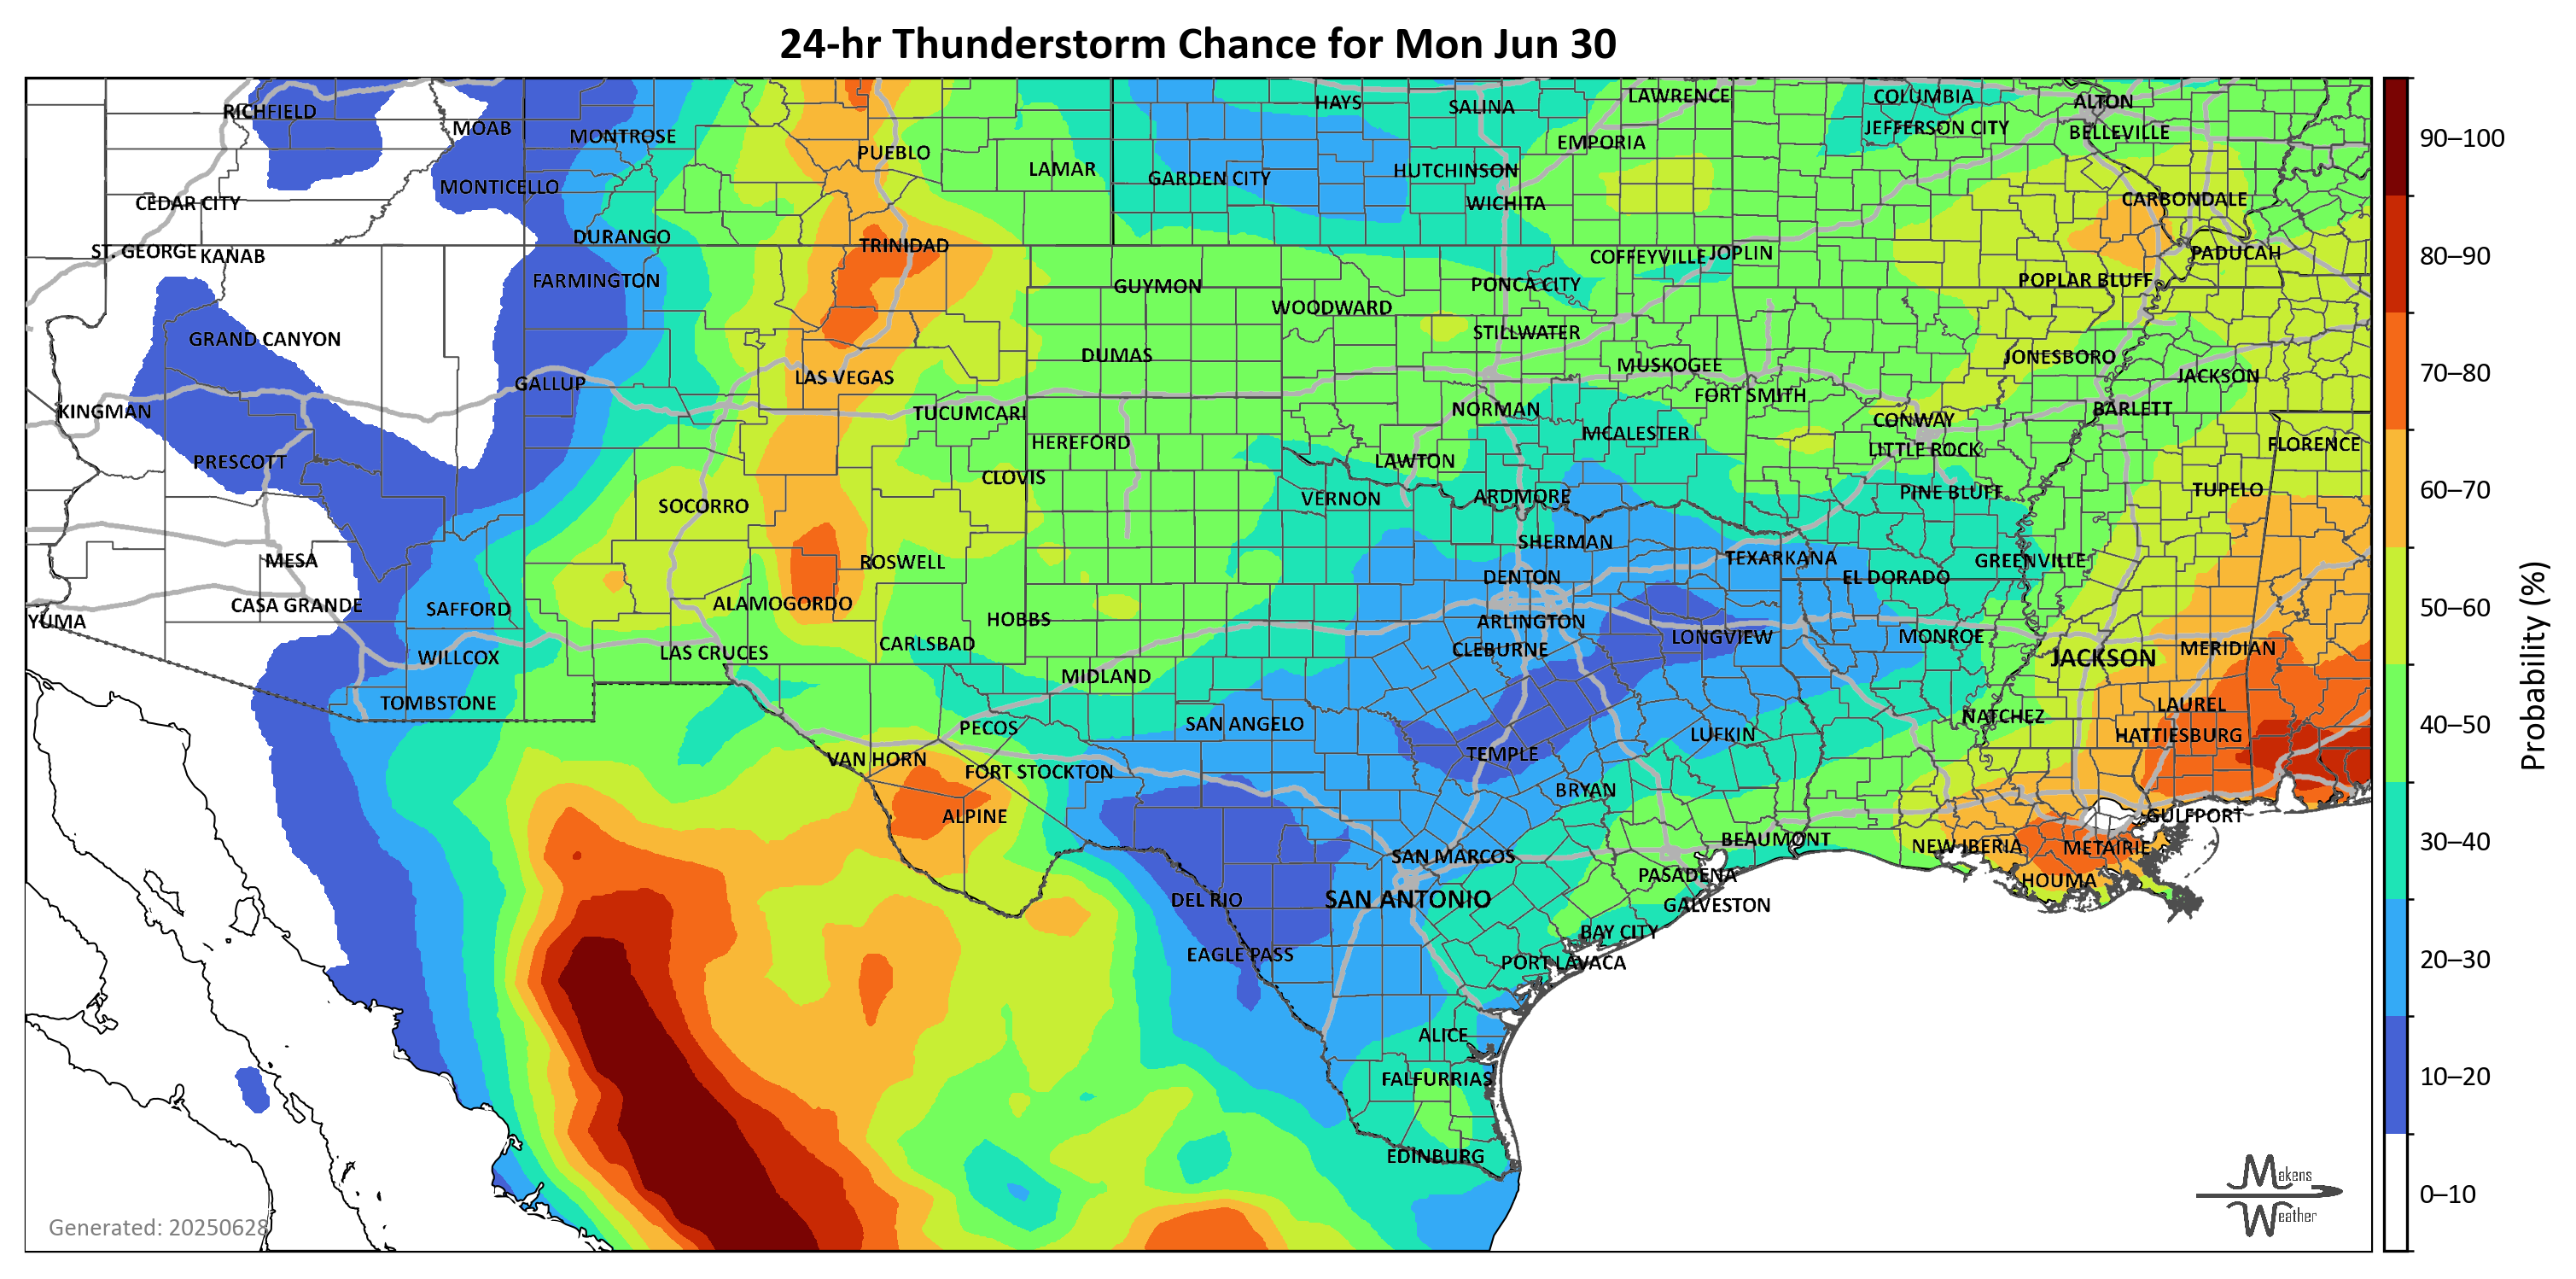 24-hr Thunderstorm Chance for Mon Jun 30
RICHFIELD
MOAB
MONTROSE
PUEBLO
LAMAR
HAYS
SALINA
LAWRENCE
COLUMBIA
ALTON
EMPORIA
JEFFERSON CITY
BELLEVILLE
90–100
CEDAR CITY
MONTICELLO
GARDEN CITY
HUTCHINSON
WICHITA
CARBONDALE
ST. GEORGE
KANAB
DURANGO
TRINIDAD
COFFEYVILLE
JOPLIN
PADUCAH
80–90
FARMINGTON
GUYMON
WOODWARD
PONCA CITY
POPLAR BLUFF
GRAND CANYON
DUMAS
STILLWATER
MUSKOGEE
JONESBORO
JACKSON
70–80
GALLUP
LAS VEGAS
KINGMAN
TUCUMCARI
NORMAN
FORT SMITH
CONWAY
BARLETT
HEREFORD
MCALESTER
LITTLE ROCK
FLORENCE
PRESCOTT
CLOVIS
LAWTON
SOCORRO
VERNON
ARDMORE
PINE BLUFF
TUPELO
60–70
MESA
ROSWELL
SHERMAN
TEXARKANA
GREENVILLE
DENTON
EL DORADO
CASA GRANDE
SAFFORD
ALAMOGORDO
50–60
YUMA
HOBBS
ARLINGTON
LONGVIEW
MONROE
WILLCOX
LAS CRUCES
CARLSBAD
CLEBURNE
JACKSON
MERIDIAN
Probability (%)
TOMBSTONE
MIDLAND
LAUREL
PECOS
SAN ANGELO
LUFKIN
NATCHEZ
HATTIESBURG
40–50
VAN HORN
FORT STOCKTON
TEMPLE
ALPINE
BRYAN
GULFPORT
SAN MARCOS
BEAUMONT
NEW IBERIA
METAIRIE
30–40
DEL RIO
SAN ANTONIO
PASADENA
GALVESTON
HOUMA
EAGLE PASS
BAY CITY
PORT LAVACA
20–30
ALICE
FALFURRIAS
10–20
EDINBURG
Makens
Weather
0–10
Generated: 20250628